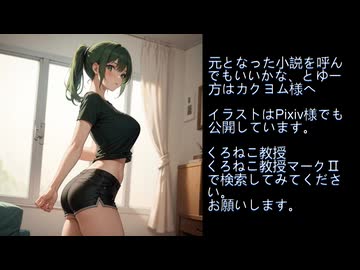 元となった小説を呼ん
でもいいかな、とゆー
方はカクヨム様へ
イラストはPixiv様でも
公開しています。
くろねこ教授
くろねこ教授マークⅡ
で検索してみてくださ
い。
お願いします。